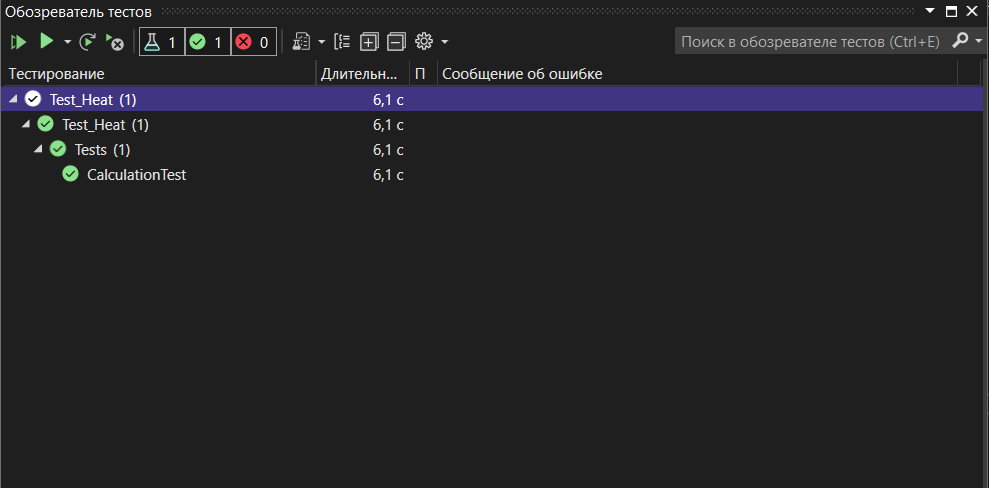 Обозреватель тестов
1 1 0 Поиск в обозревателе тестов (Ctrl+E)
Тестирование Длительн... П Сообщение об ошибке
Test_Heat (1) 6,1 с
Test_Heat (1) 6,1 с
Tests (1) 6,1 с
CalculationTest 6,1 с